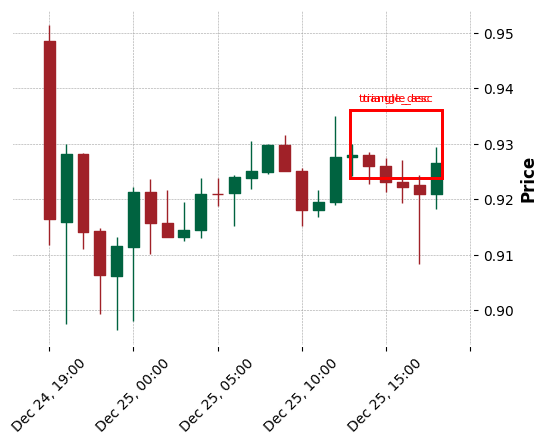 0.95
0.94
0.93
0.92
0.91
0.90
Price
Dec 24, 19:00
Dec 25, 00:00
Dec 25, 05:00
Dec 25, 10:00
Dec 25, 15:00